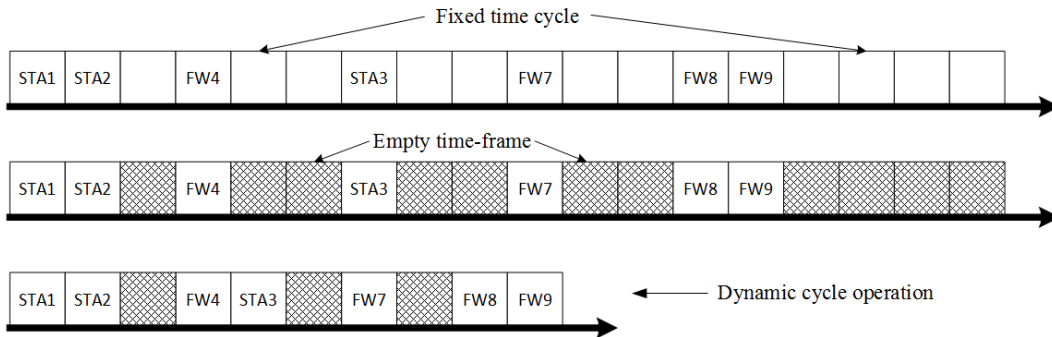 Fixed time cycle
STA1 STA2 FW4 STA3 FW7 FW8 FW9
Empty time-frame
STA1 STA2 FW4 STA3 FW7 FW8 FW9
STA1 STA2 FW4 STA3 FW7 FW8 FW9
Dynamic cycle operation